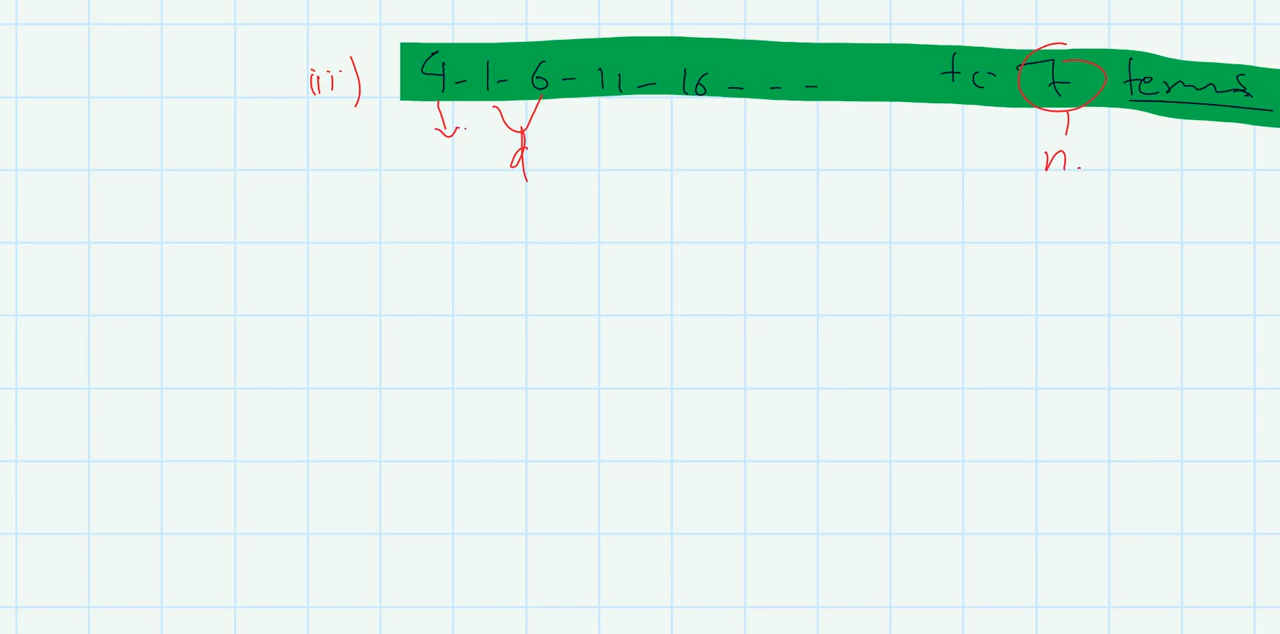 iii) 4 - 1 - 6 - 11 - 16 - - - to 7 terms
d n.